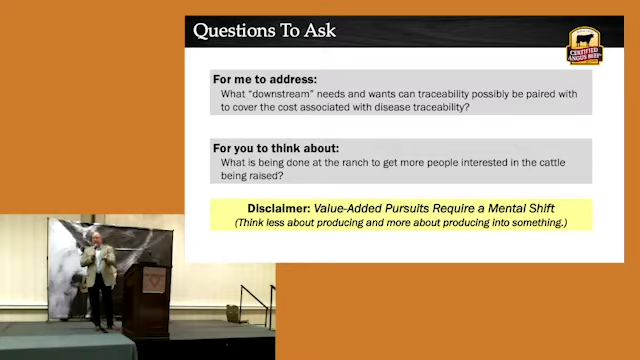 Questions To Ask
CERTIFIED
ANGUS BEEF
For me to address:
What “downstream” needs and wants can traceability possibly be paired with
to cover the cost associated with disease traceability?
For you to think about:
What is being done at the ranch to get more people interested in the cattle
being raised?
Disclaimer: Value-Added Pursuits Require a Mental Shift
(Think less about producing and more about producing into something.)